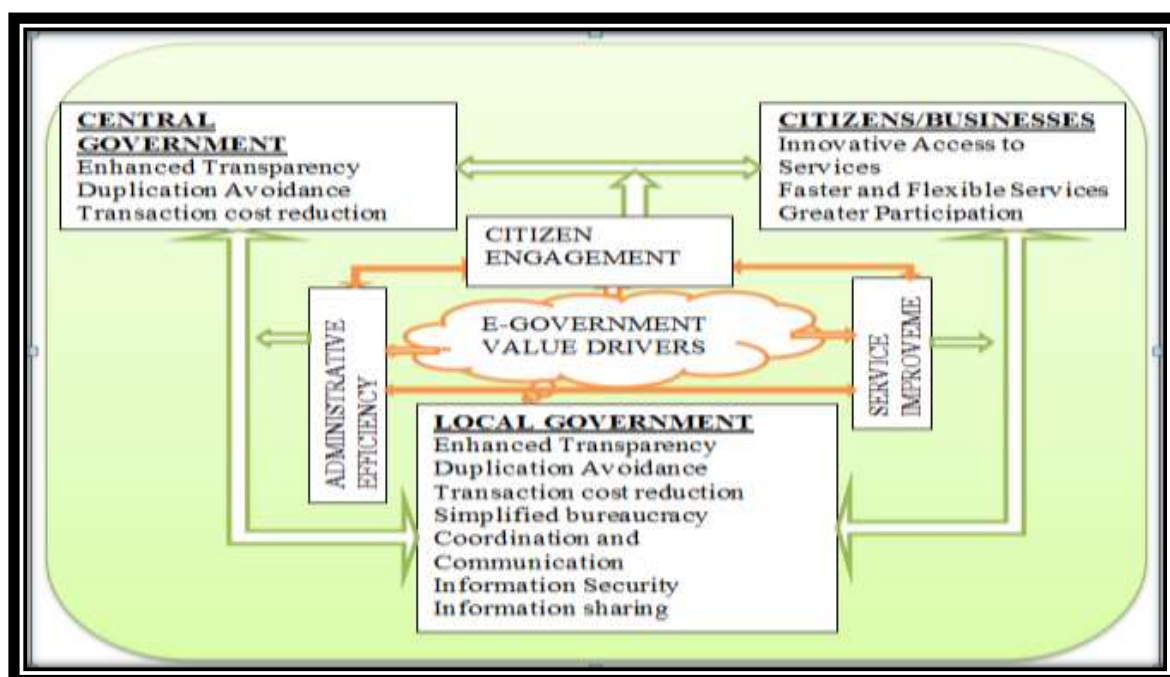 CENTRAL
GOVERNMENT
Enhanced Transparency
Duplication Avoidance
Transaction cost reduction
CITIZENS/BUSINESSES
Innovative Access to
Services
Faster and Flexible Services
Greater Participation
CITIZEN
ENGAGEMENT
ADMINISTRATIVE
EFFICIENCY
E-GOVERNMENT
VALUE DRIVERS
SERVICE
IMPROVEME
LOCAL GOVERNMENT
Enhanced Transparency
Duplication Avoidance
Transaction cost reduction
Simplified bureaucracy
Coordination and
Communication
Information Security
Information sharing